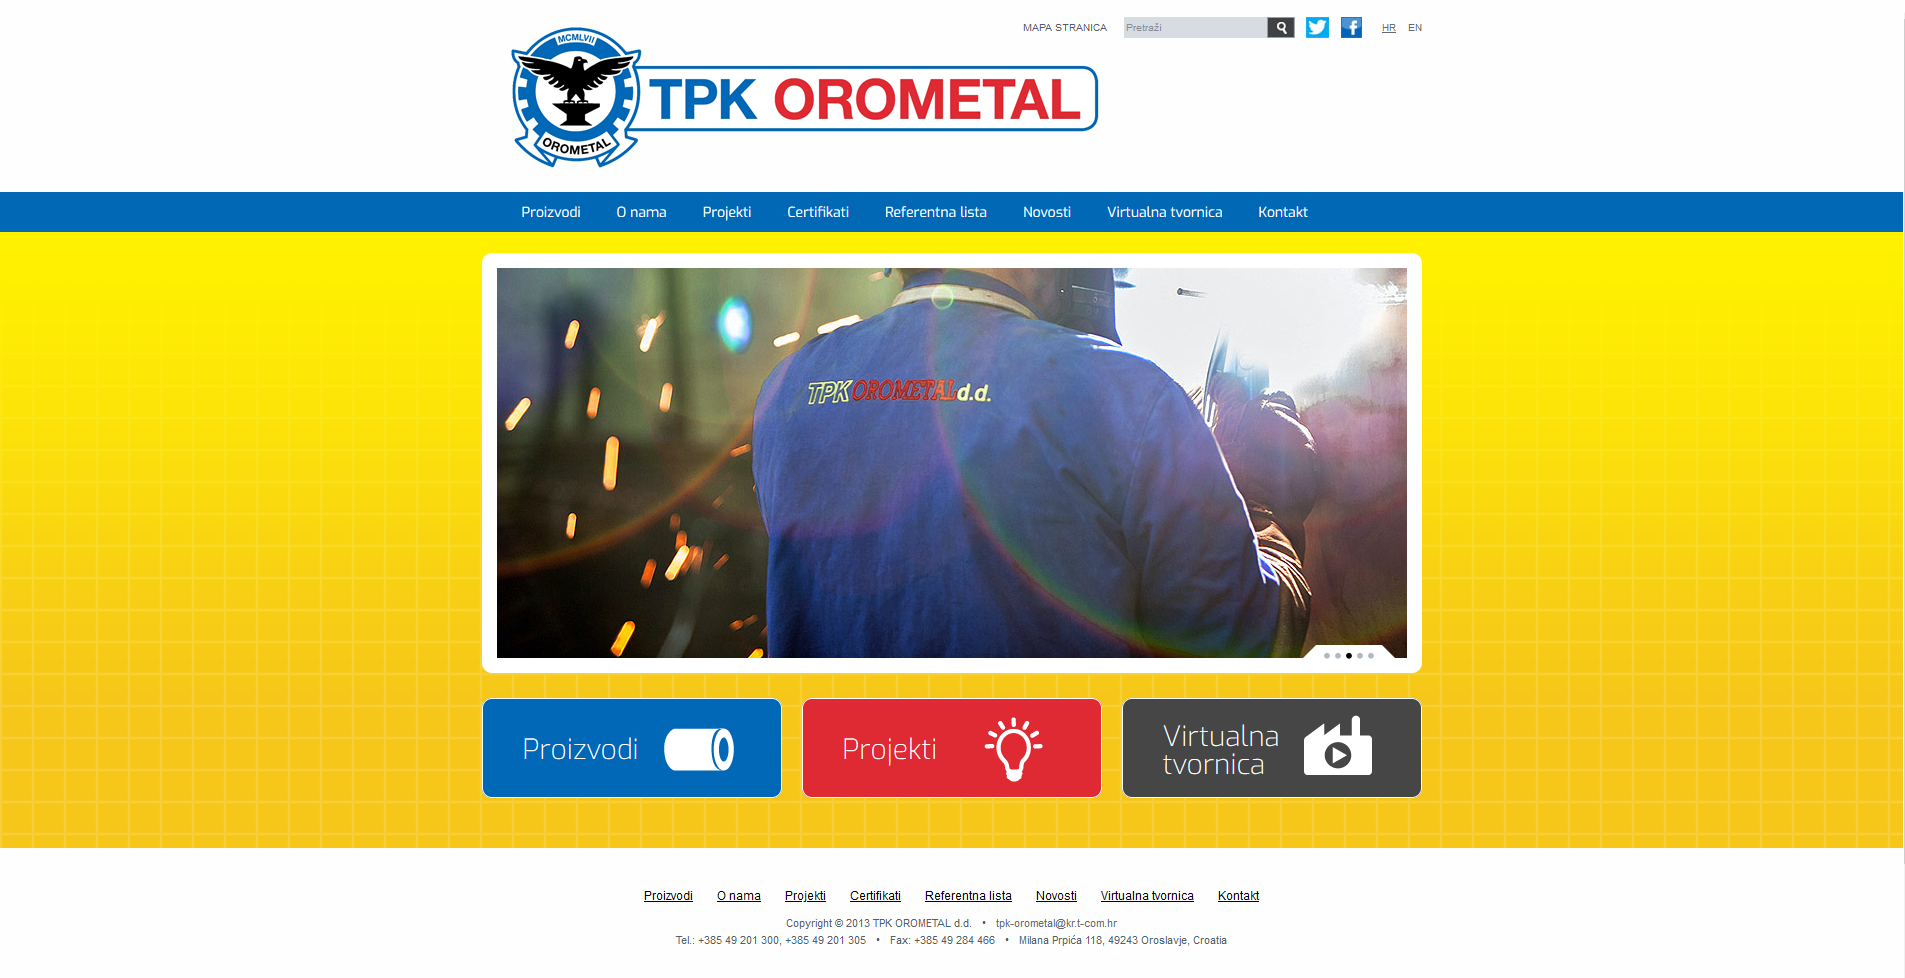 MAPA STRANICA
Pretraži
HR EN
MCMLVII
OROMETAL
TPK OROMETAL
Proizvodi O nama Projekti Certifikati Referentna lista Novosti Virtualna tvornica Kontakt
TPK OROMETAL d.d.
Proizvodi
Projekti
Virtualna
tvornica
Proizvodi O nama Projekti Certifikati Referentna lista Novosti Virtualna tvornica Kontakt
Copyright © 2013 TPK OROMETAL d.d. • tpk-orometal@kr.t-com.hr
Tel.: +385 49 201 300, +385 49 201 305 • Fax: +385 49 284 466 • Milana Prpića 118, 49243 Oroslavje, Croatia